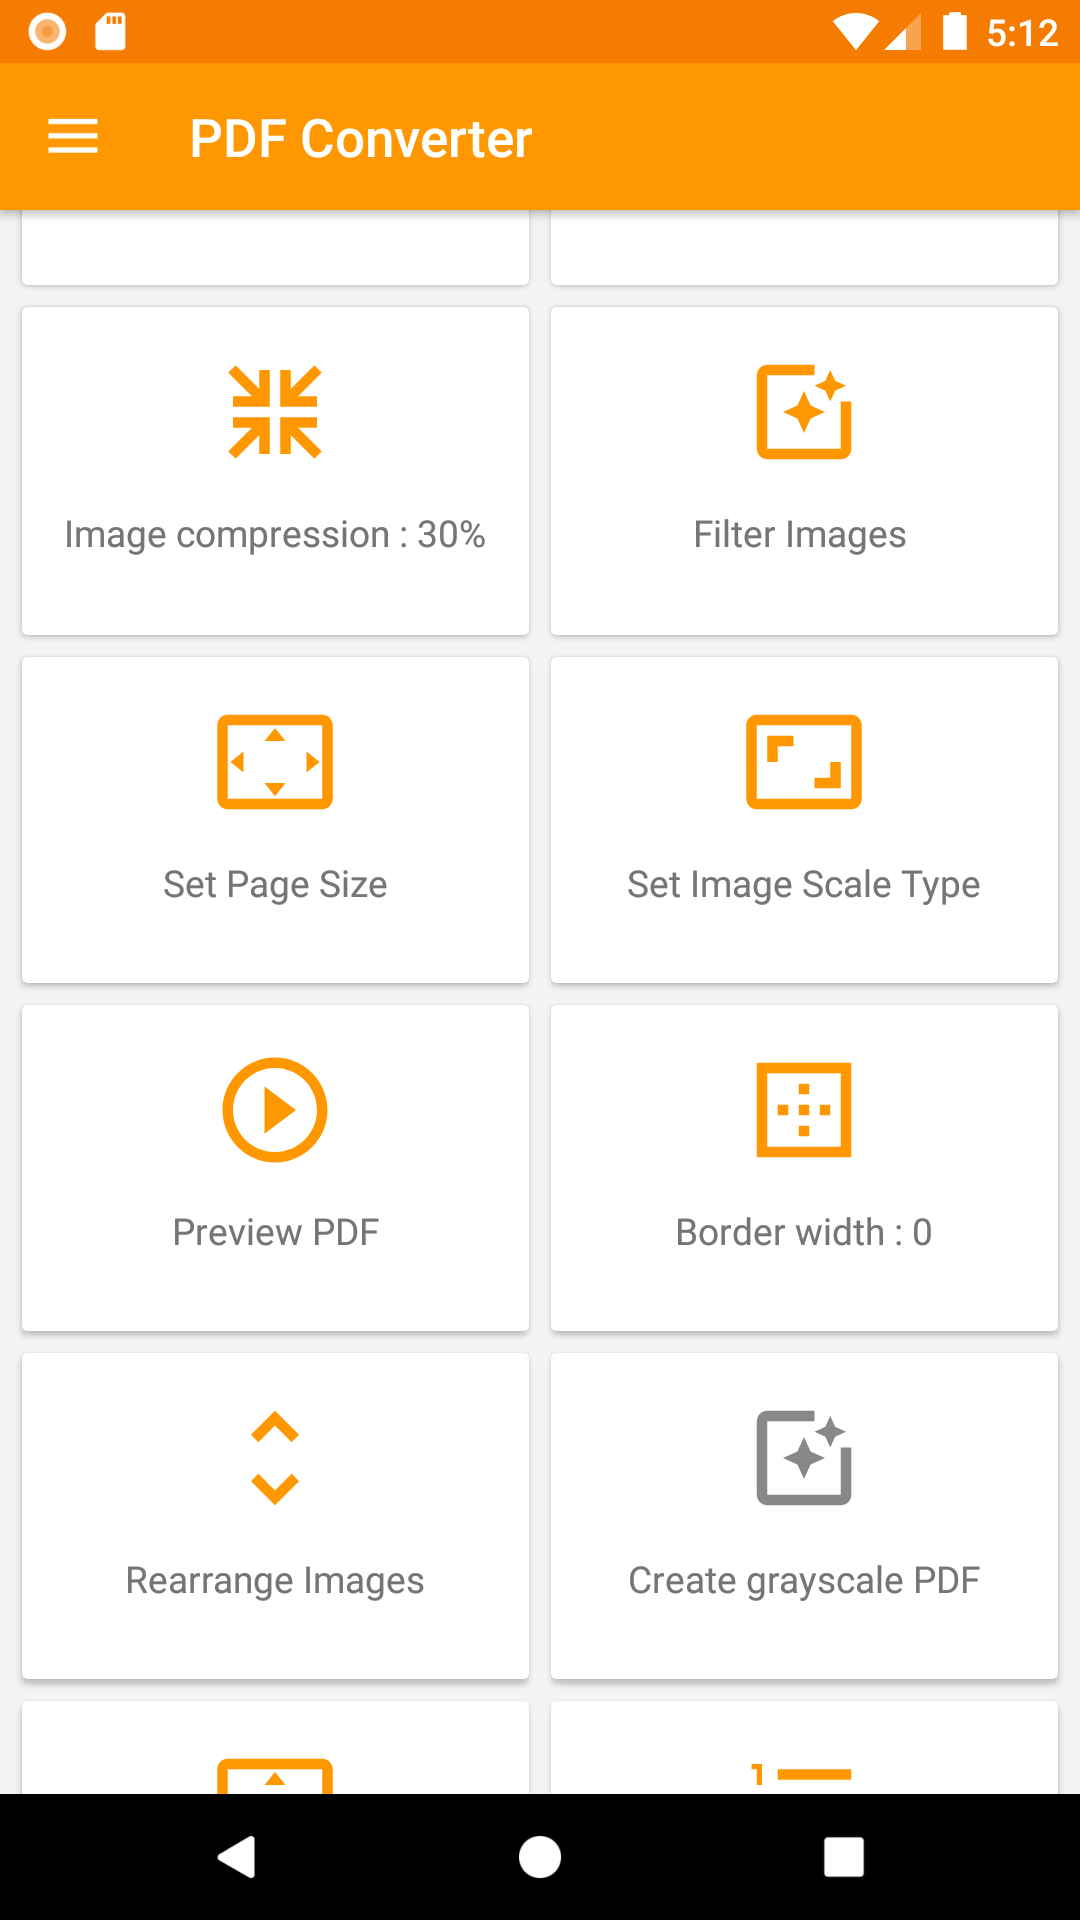 5:12
PDF Converter
Image compression : 30%
Filter Images
Set Page Size
Set Image Scale Type
Preview PDF
Border width : 0
Rearrange Images
Create grayscale PDF
1